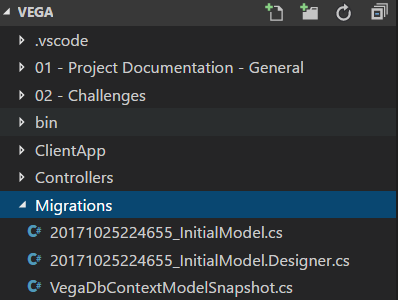 VEGA
.vscode
01 - Project Documentation - General
02 - Challenges
bin
ClientApp
Controllers
Migrations
C# 20171025224655_InitialModel.cs
C# 20171025224655_InitialModel.Designer.cs
C# VegaDbContextModelSnapshot.cs